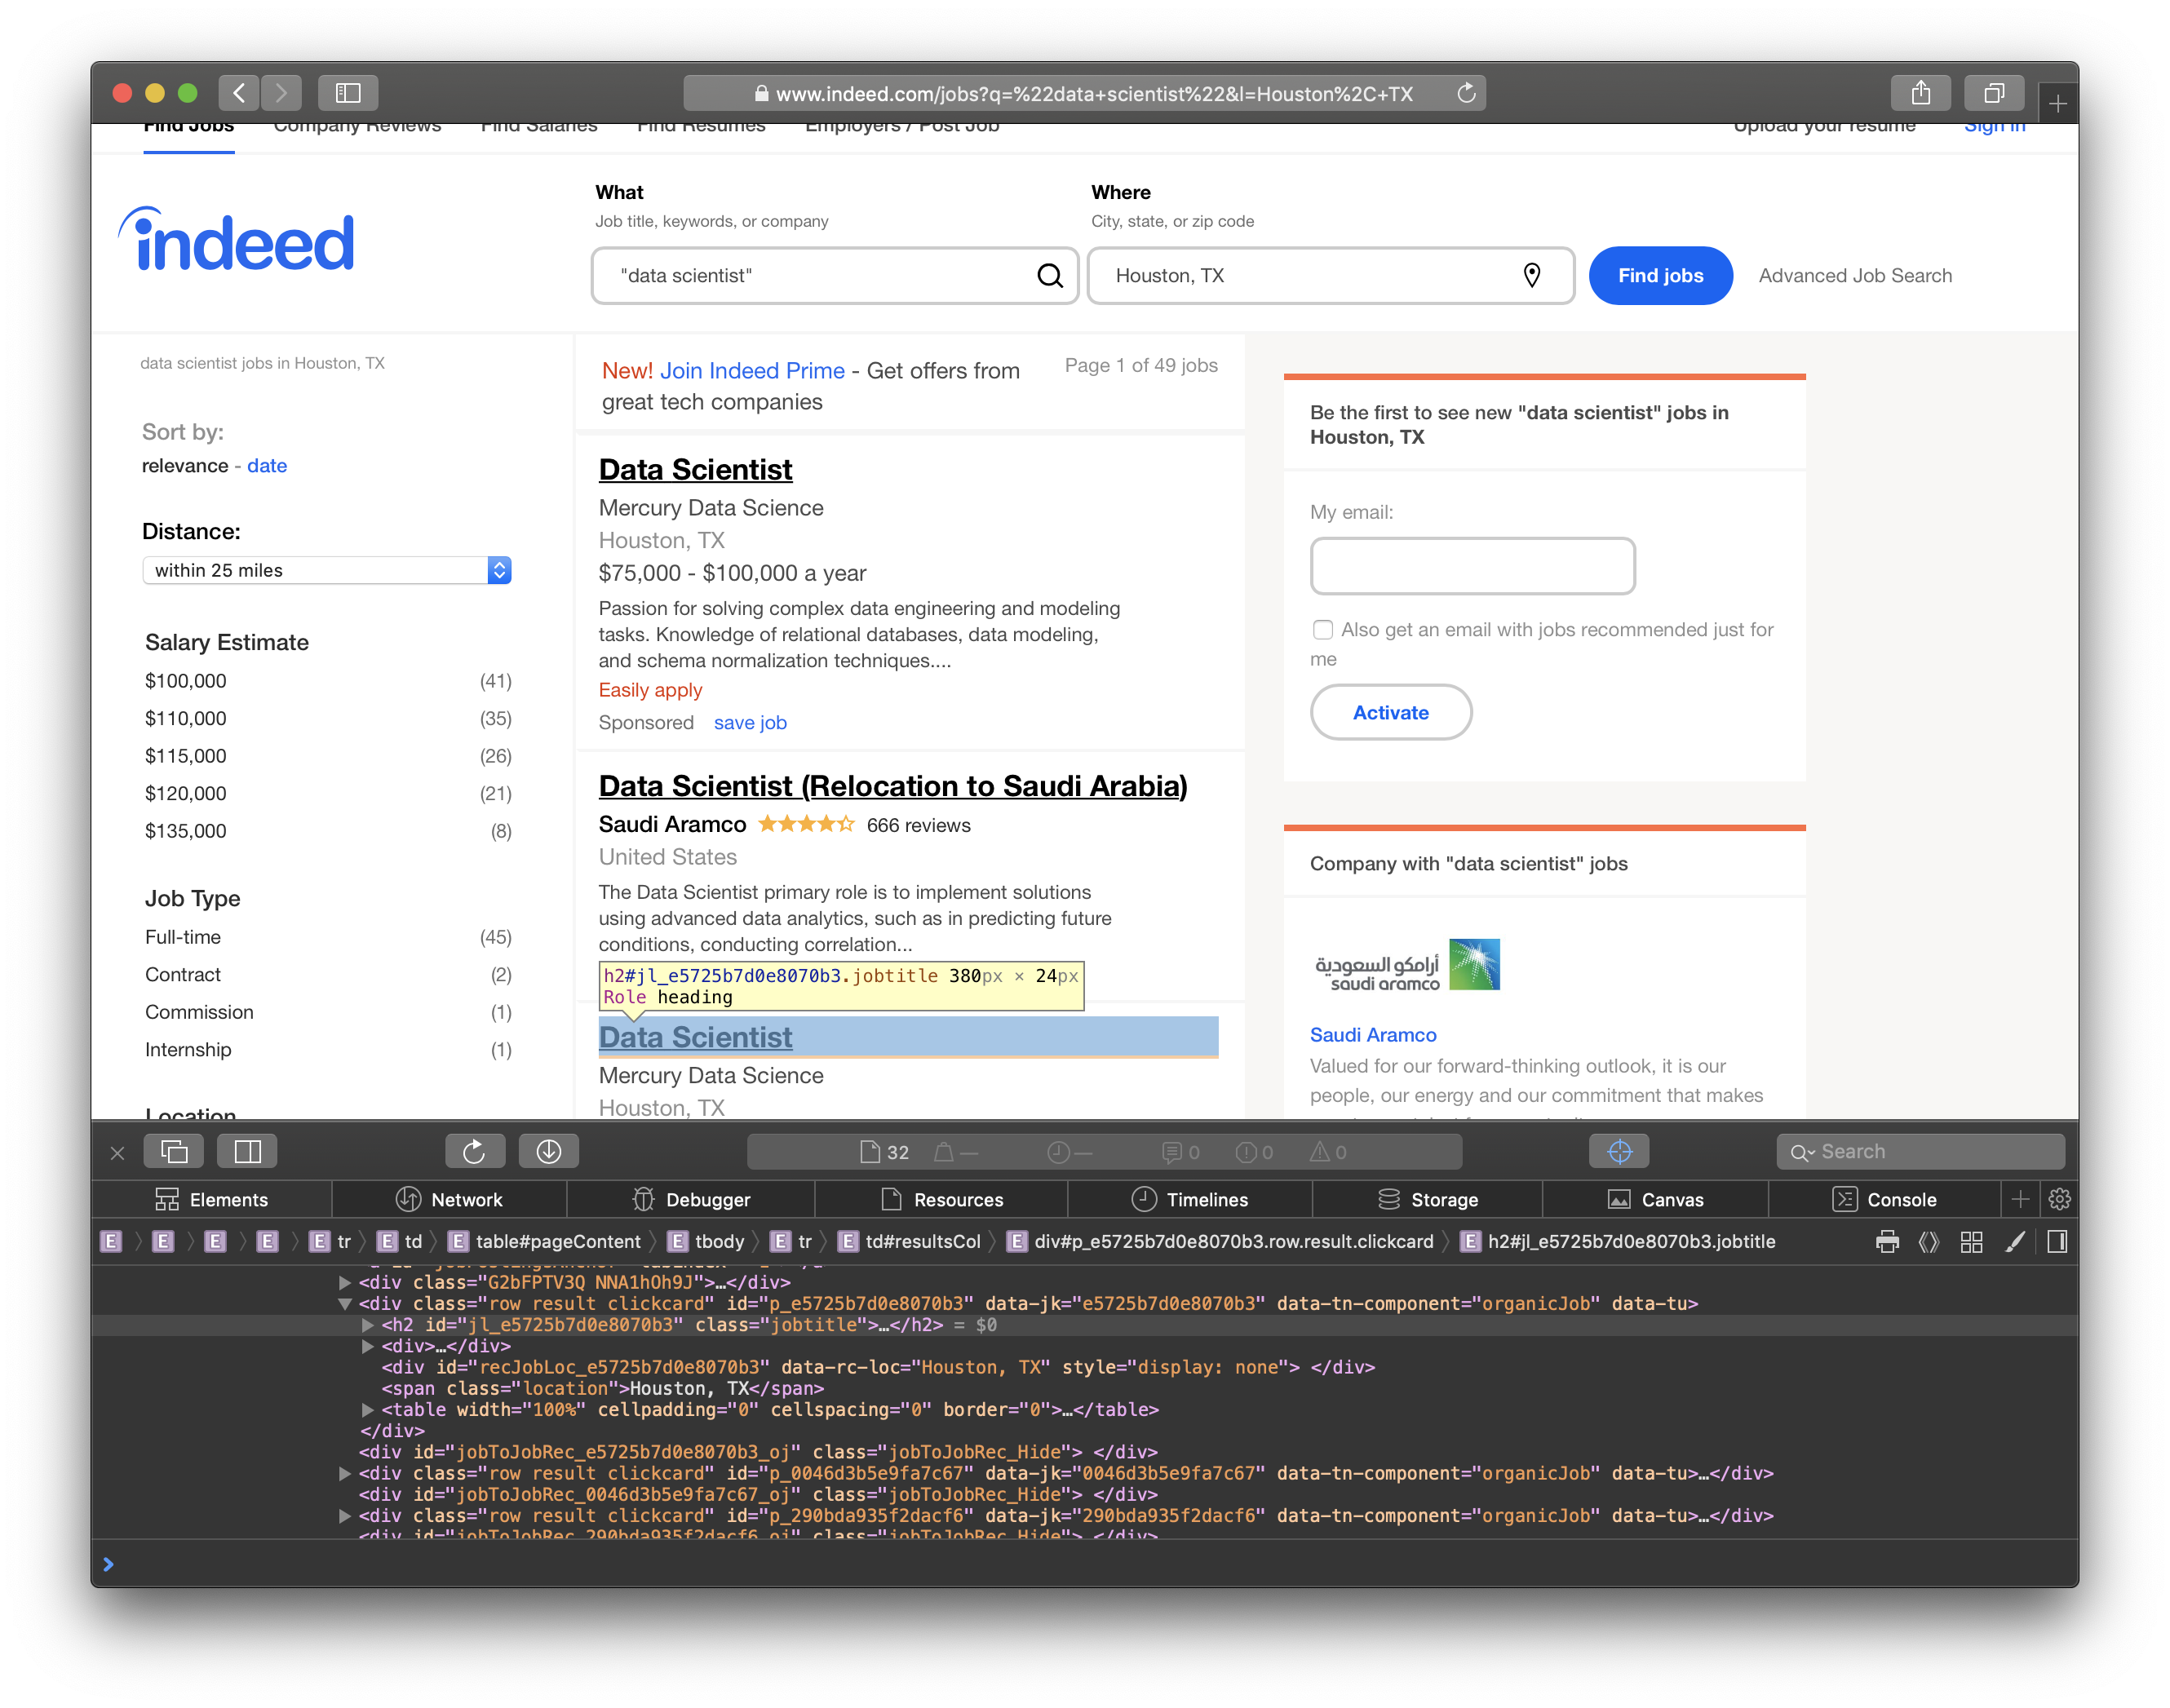 www.indeed.com/jobs?q=%22data+scientist%22&l=Houston%2C+TX
Find Jobs Company Reviews Find Salaries Find Resumes Employers / Post Job Upload your resume Sign in
indeed
What
Job title, keywords, or company
"data scientist"
Where
City, state, or zip code
Houston, TX
Find jobs
Advanced Job Search
data scientist jobs in Houston, TX
Sort by:
relevance - date
Distance:
within 25 miles
Salary Estimate
$100,000 (41)
$110,000 (35)
$115,000 (26)
$120,000 (21)
$135,000 (8)
Job Type
Full-time (45)
Contract (2)
Commission (1)
Internship (1)
Location
New! Join Indeed Prime - Get offers from
great tech companies
Page 1 of 49 jobs
Data Scientist
Mercury Data Science
Houston, TX
$75,000 - $100,000 a year
Passion for solving complex data engineering and modeling
tasks. Knowledge of relational databases, data modeling,
and schema normalization techniques....
Easily apply
Sponsored save job
Data Scientist (Relocation to Saudi Arabia)
Saudi Aramco 666 reviews
United States
The Data Scientist primary role is to implement solutions
using advanced data analytics, such as in predicting future
conditions, conducting correlation...
h2#jl_e5725b7d0e8070b3.jobtitle 380px × 24px
Role heading
Data Scientist
Mercury Data Science
Houston, TX
Be the first to see new "data scientist" jobs in
Houston, TX
My email:
Also get an email with jobs recommended just for
me
Activate
Company with "data scientist" jobs
أرامكو السعودية
saudi aramco
Saudi Aramco
Valued for our forward-thinking outlook, it is our
people, our energy and our commitment that makes
32 — — 0 0 0
Search
Elements Network Debugger Resources Timelines Storage Canvas Console
E E E E E tr E td E table#pageContent E tbody E tr E td#resultsCol E div#p_e5725b7d0e8070b3.row.result.clickcard E h2#jl_e5725b7d0e8070b3.jobtitle
<div class="G2bFPTV3Q NNA1hOh9J">…</div>
<div class="row result clickcard" id="p_e5725b7d0e8070b3" data-jk="e5725b7d0e8070b3" data-tn-component="organicJob" data-tu>
<h2 id="jl_e5725b7d0e8070b3" class="jobtitle">…</h2> = $0
<div>…</div>
<div id="recJobLoc_e5725b7d0e8070b3" data-rc-loc="Houston, TX" style="display: none"> </div>
<span class="location">Houston, TX</span>
<table width="100%" cellpadding="0" cellspacing="0" border="0">…</table>
</div>
<div id="jobToJobRec_e5725b7d0e8070b3_oj" class="jobToJobRec_Hide"> </div>
<div class="row result clickcard" id="p_0046d3b5e9fa7c67" data-jk="0046d3b5e9fa7c67" data-tn-component="organicJob" data-tu>…</div>
<div id="jobToJobRec_0046d3b5e9fa7c67_oj" class="jobToJobRec_Hide"> </div>
<div class="row result clickcard" id="p_290bda935f2dacf6" data-jk="290bda935f2dacf6" data-tn-component="organicJob" data-tu>…</div>
<div id="jobToJobRec_290bda935f2dacf6_oj" class="jobToJobRec_Hide"> </div>